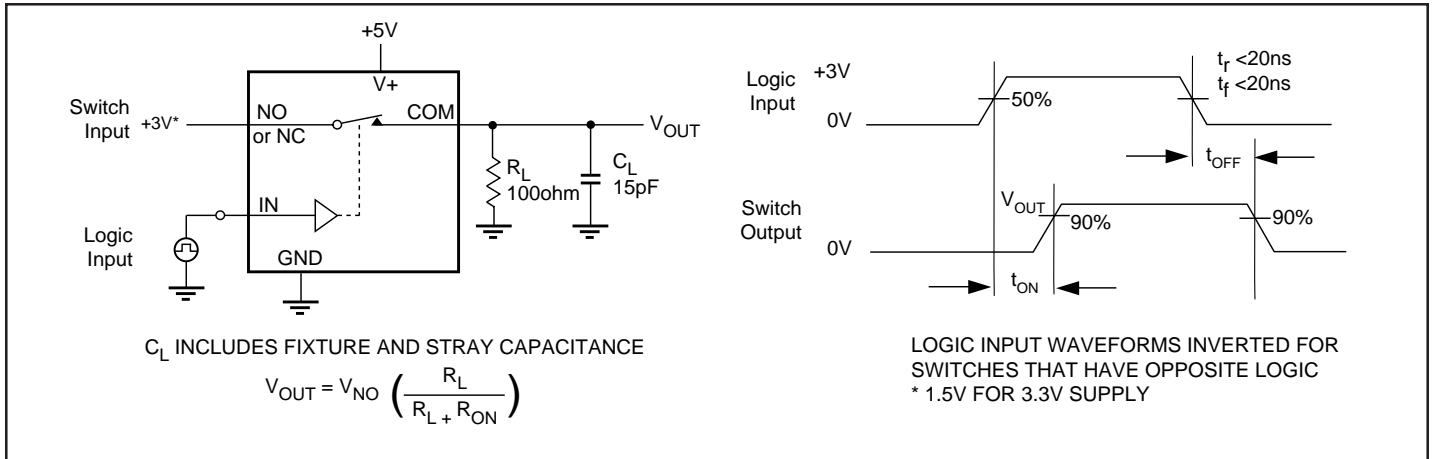 +5V
V+
Switch
Input
+3V*
NO
or NC
COM
VOUT
RL
100ohm
CL
15pF
IN
Logic
Input
GND
CL INCLUDES FIXTURE AND STRAY CAPACITANCE
VOUT = VNO ( RL / RL + RON )
Logic
Input
+3V
0V
50%
tr <20ns
tf <20ns
tOFF
Switch
Output
VOUT
0V
90%
90%
tON
LOGIC INPUT WAVEFORMS INVERTED FOR
SWITCHES THAT HAVE OPPOSITE LOGIC
* 1.5V FOR 3.3V SUPPLY